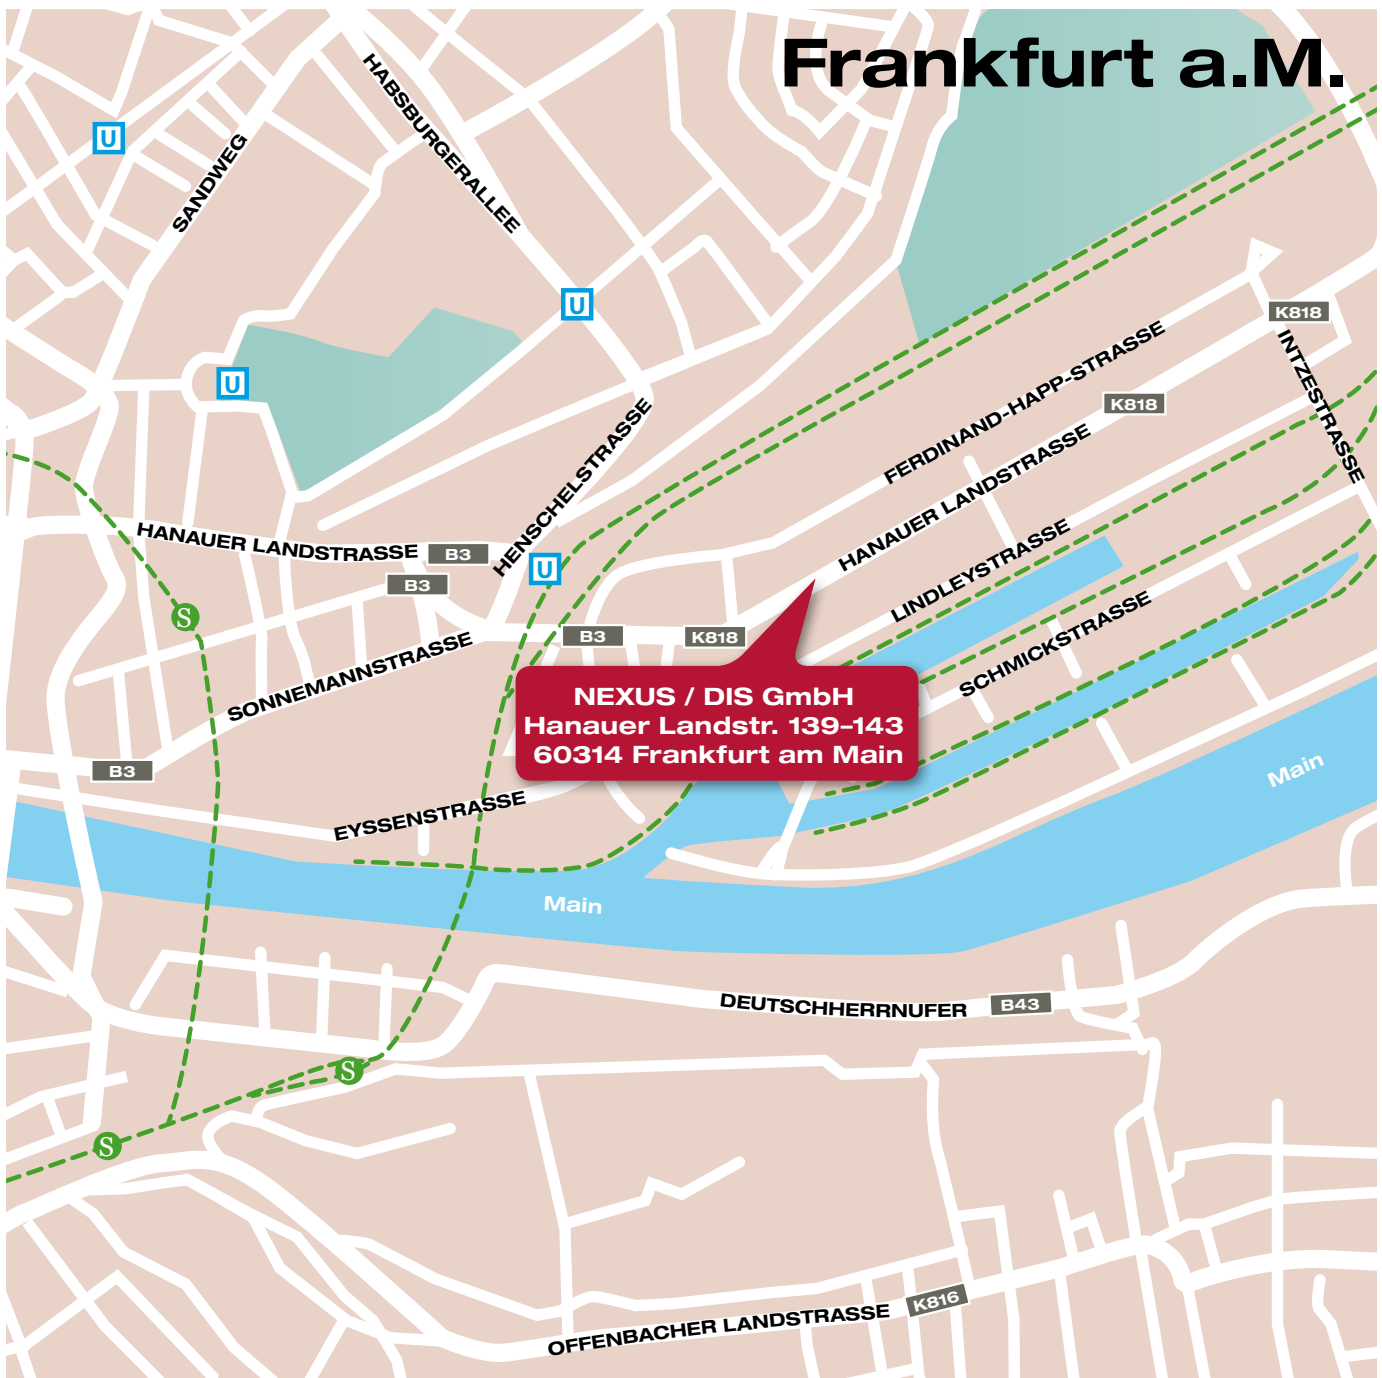 Frankfurt a.M.
HABSBURGERALLEE
U
SANDWEG
U
K818
INTZESTRASSE
FERDINAND-HAPP-STRASSE
U
K818
HENSCHELSTRASSE
HANAUER LANDSTRASSE
HANAUER LANDSTRASSE
B3
U
B3
LINDLEYSTRASSE
S
SCHMICKSTRASSE
B3
K818
SONNEMANNSTRASSE
NEXUS / DIS GmbH
Hanauer Landstr. 139–143
60314 Frankfurt am Main
B3
Main
EYSSENSTRASSE
Main
DEUTSCHHERRNUFER
B43
S
S
K816
OFFENBACHER LANDSTRASSE